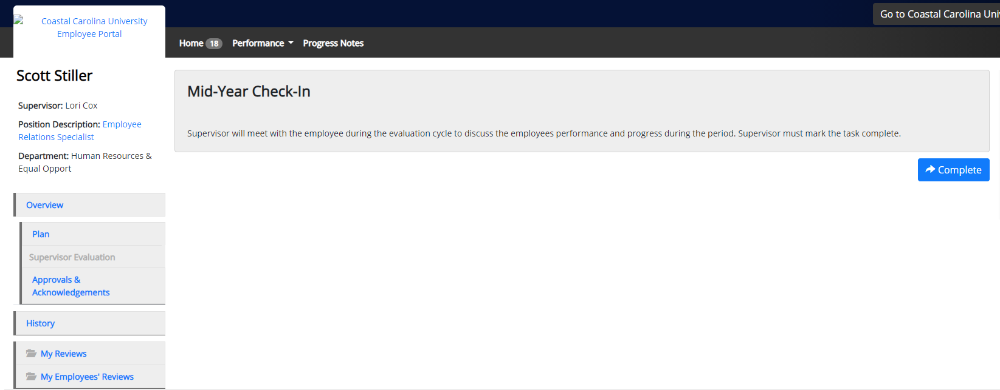 Coastal Carolina University
Employee Portal
Go to Coastal Carolina Uni
Home 18 Performance Progress Notes
Scott Stiller
Supervisor: Lori Cox
Position Description: Employee
Relations Specialist
Department: Human Resources &
Equal Opport
Overview
Plan
Supervisor Evaluation
Approvals &
Acknowledgements
History
My Reviews
My Employees' Reviews
Mid-Year Check-In
Supervisor will meet with the employee during the evaluation cycle to discuss the employees performance and progress during the period. Supervisor must mark the task complete.
Complete